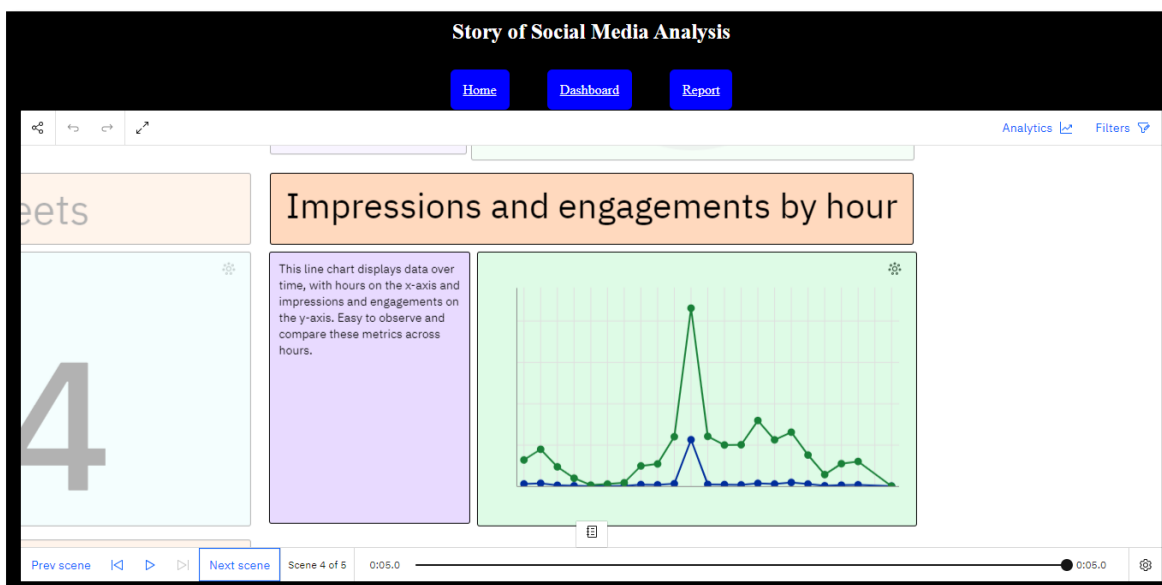 Story of Social Media Analysis
Home Dashboard Report
Analytics Filters
eets
Impressions and engagements by hour
This line chart displays data over
time, with hours on the x-axis and
impressions and engagements on
the y-axis. Easy to observe and
compare these metrics across
hours.
4
Prev scene Next scene Scene 4 of 5 0:05.0 0:05.0